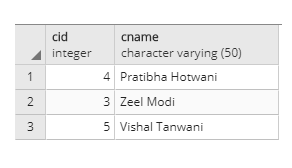 cid cname
integer character varying (50)
1 4 Pratibha Hotwani
2 3 Zeel Modi
3 5 Vishal Tanwani